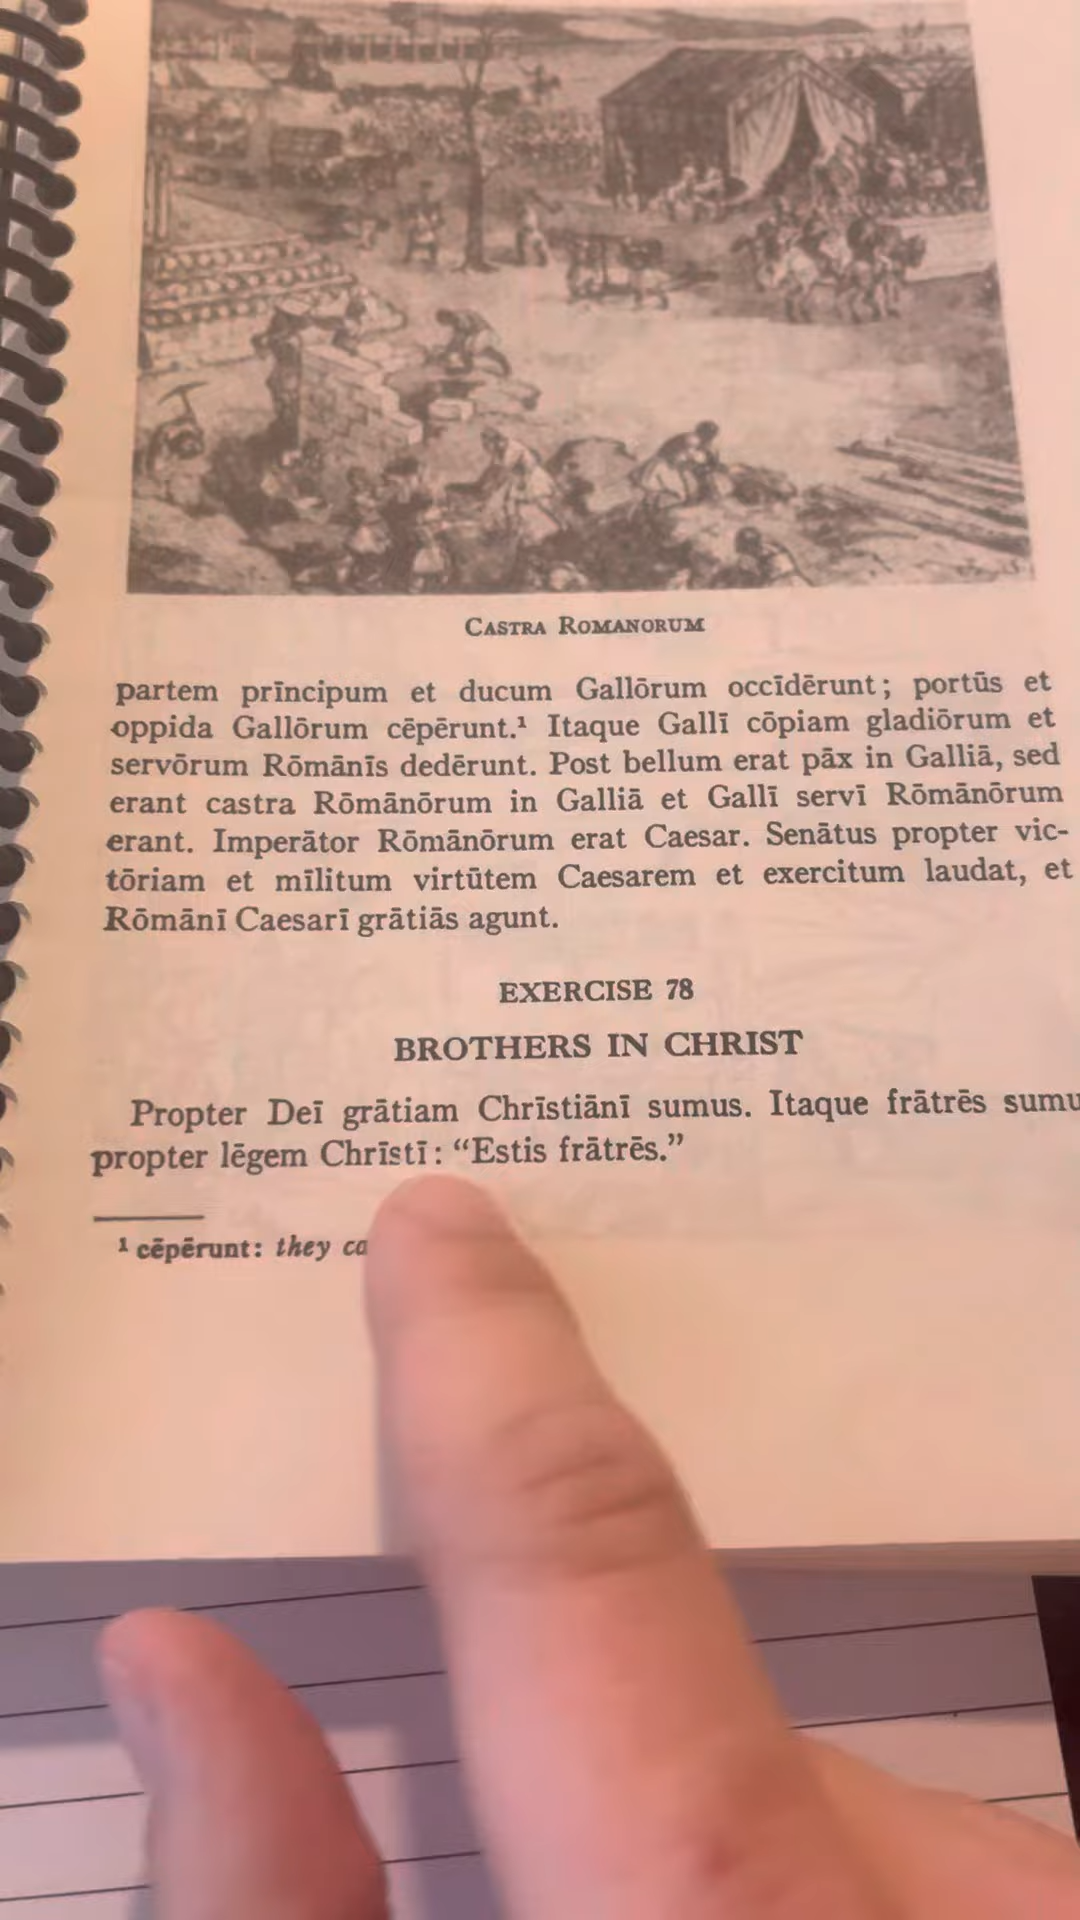 CASTRA ROMANORUM
partem prīncipum et ducum Gallōrum occīdērunt; portūs et
oppida Gallōrum cēpērunt.¹ Itaque Gallī cōpiam gladiōrum et
servōrum Rōmānīs dedērunt. Post bellum erat pāx in Galliā, sed
erant castra Rōmānōrum in Galliā et Gallī servī Rōmānōrum
erant. Imperātor Rōmānōrum erat Caesar. Senātus propter vic-
tōriam et mīlitum virtūtem Caesarem et exercitum laudat, et
Rōmānī Caesarī grātiās agunt.
EXERCISE 78
BROTHERS IN CHRIST
Propter Deī grātiam Chrīstiānī sumus. Itaque frātrēs sumu
propter lēgem Chrīstī: “Estis frātrēs.”
¹ cēpērunt: they